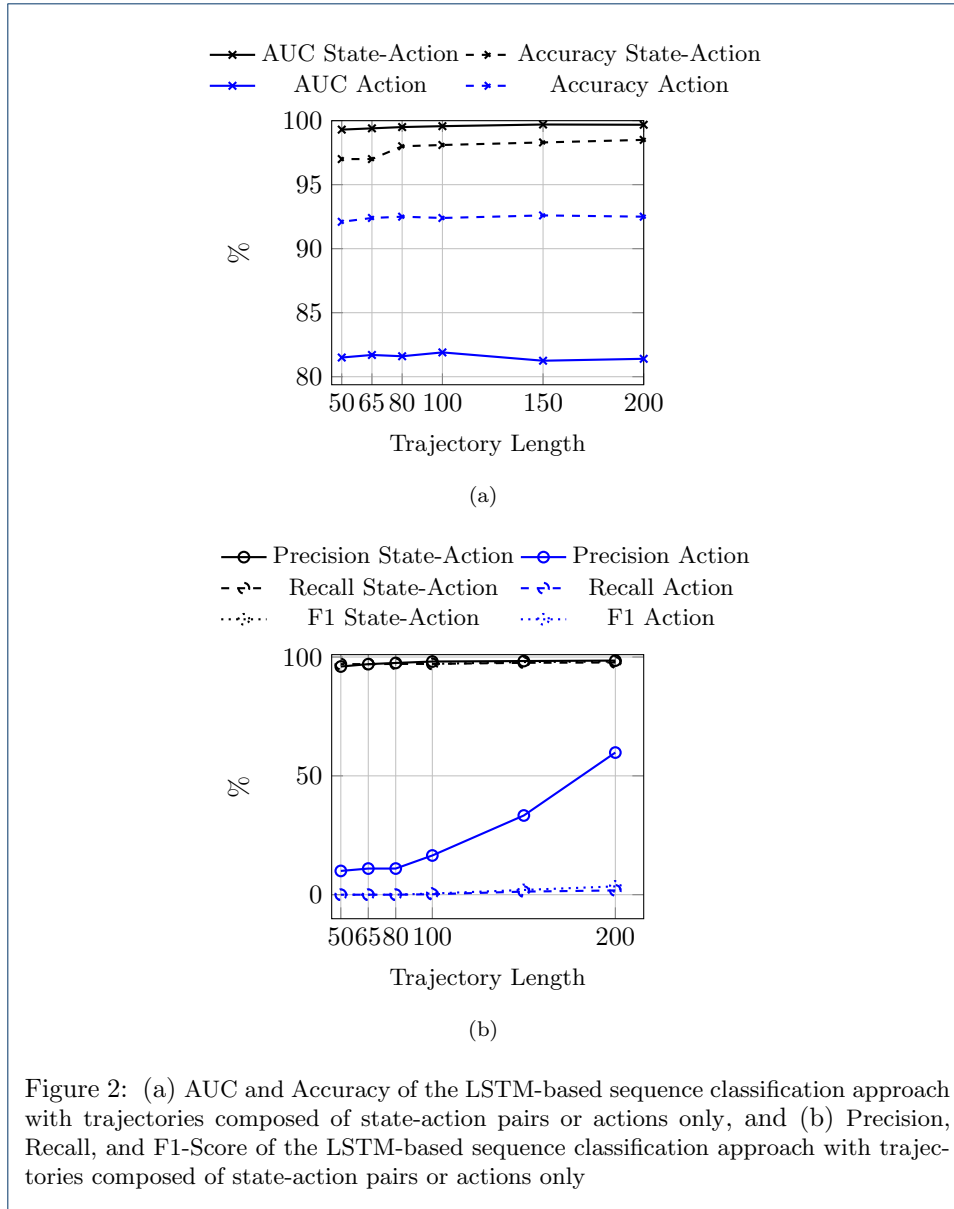 AUC State-Action Accuracy State-Action
AUC Action Accuracy Action
100
95
90
85
80
%
50 65 80 100 150 200
Trajectory Length
(a)
Precision State-Action Precision Action
Recall State-Action Recall Action
F1 State-Action F1 Action
100
50
0
%
50 65 80 100 200
Trajectory Length
(b)
Figure 2: (a) AUC and Accuracy of the LSTM-based sequence classification approach
with trajectories composed of state-action pairs or actions only, and (b) Precision,
Recall, and F1-Score of the LSTM-based sequence classification approach with trajec-
tories composed of state-action pairs or actions only